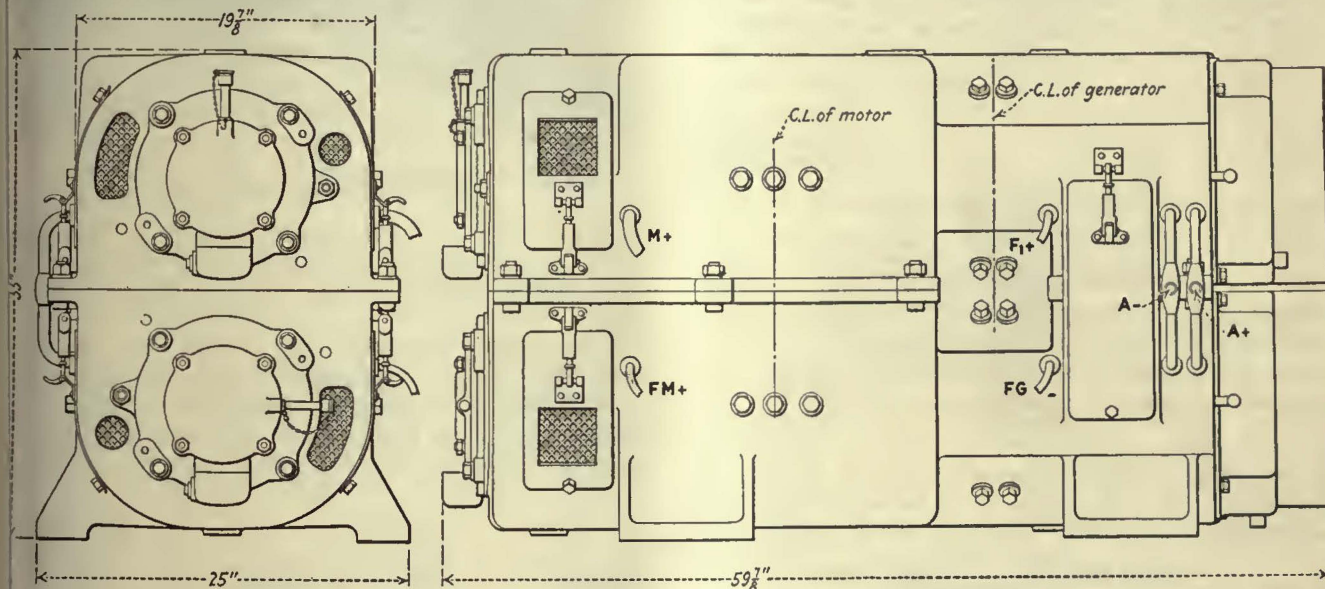 19 7/8"
33"
25"
C.L. of motor
C.L. of generator
M+
F1+
A-
A+
FM+
FG
-
59 7/8"